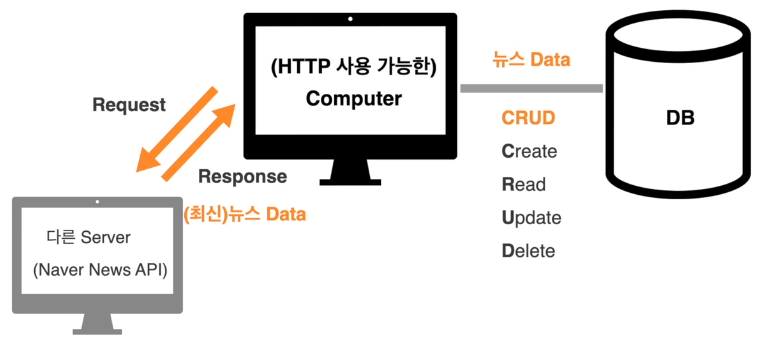 (HTTP 사용 가능한)
Computer
뉴스 Data
CRUD
Create
Read
Update
Delete
DB
Request
Response
(최신)뉴스 Data
다른 Server
(Naver News API)